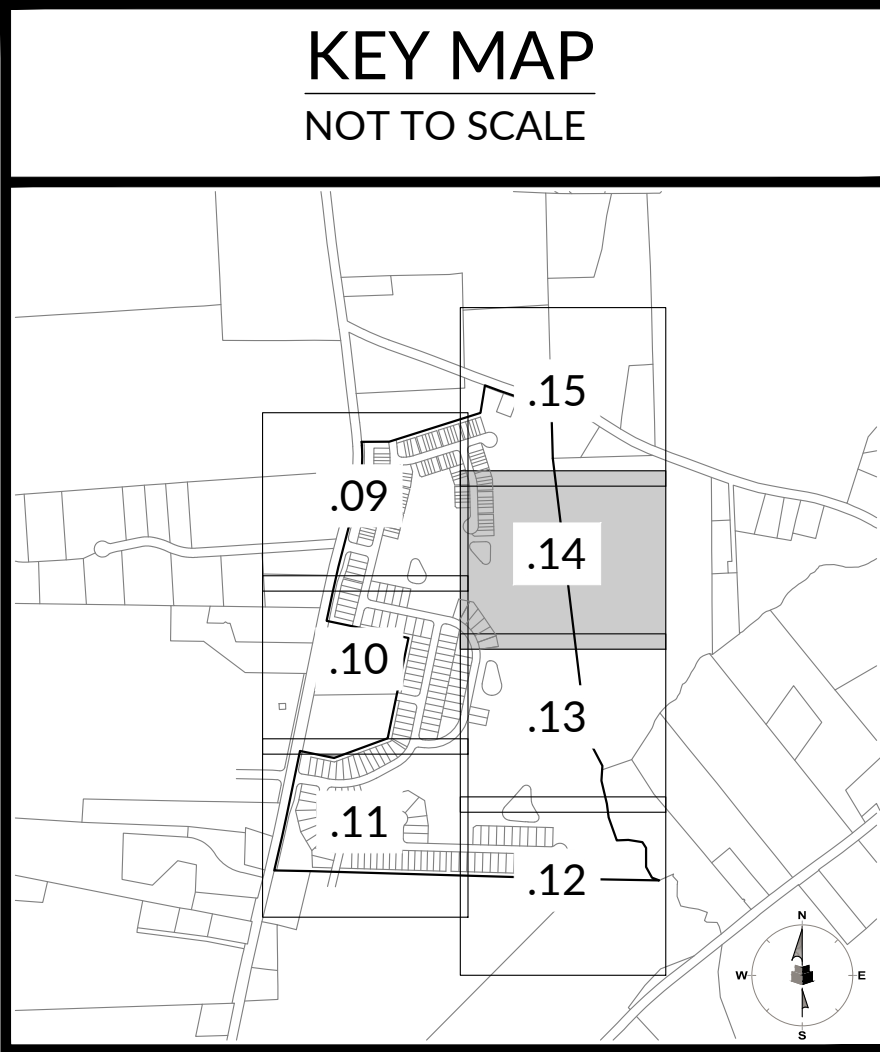 KEY MAP
NOT TO SCALE
.15
.09
.14
.10
.13
.11
.12
N
W E
S